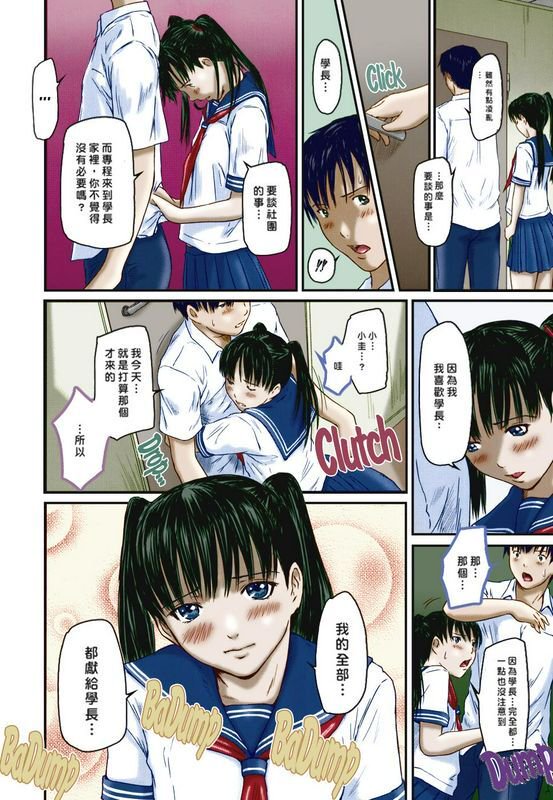 雖然有點凌亂
…那麼
要談的事是…
Click
學長…
!!
要談社團
的事…
而專程來到學長
家裡，你不覺得
沒有必要嗎？
…
因為我
喜歡學長…
小…
小圭…？
哇
Clutch
我今天…
就是打算那個
才來的
…所以
Drop...
那…
那個…
因為學長…完全都…
一點也沒注意到
Dump
我的全部…
都獻給學長…
BaDump
BaDump
BaDump
BaDump